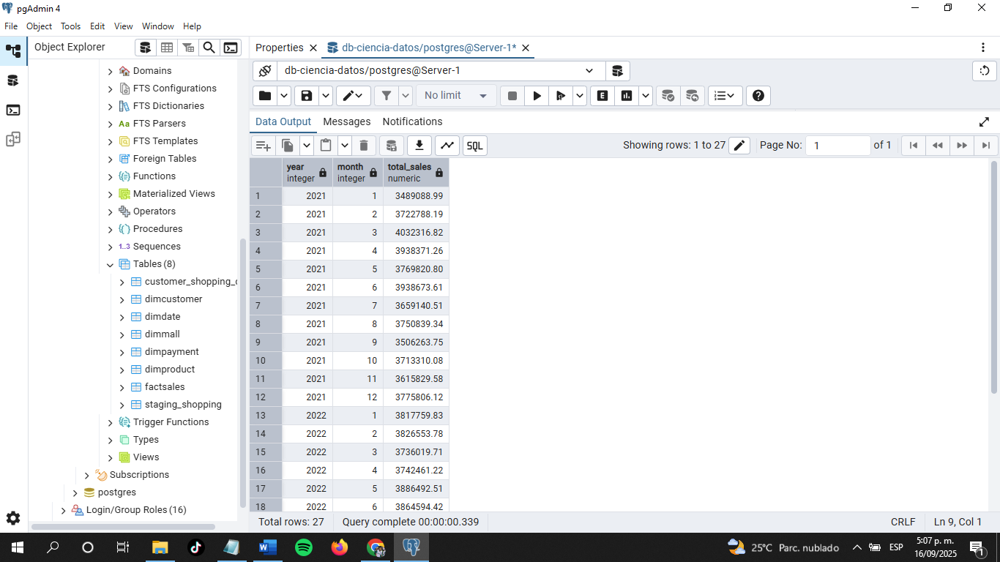 pgAdmin 4
File Object Tools Edit View Window Help
Object Explorer
Properties
db-ciencia-datos/postgres@Server-1*
db-ciencia-datos/postgres@Server-1
No limit
E
Data Output Messages Notifications
SQL
Showing rows: 1 to 27
Page No: 1 of 1
Domains
FTS Configurations
FTS Dictionaries
Aa FTS Parsers
FTS Templates
Foreign Tables
Functions
Materialized Views
Operators
Procedures
1..3 Sequences
Tables (8)
customer_shopping_
dimcustomer
dimdate
dimmall
dimpayment
dimproduct
factsales
staging_shopping
Trigger Functions
Types
Views
Subscriptions
postgres
Login/Group Roles (16)
year month total_sales
integer integer numeric
1 2021 1 3489088.99
2 2021 2 3722788.19
3 2021 3 4032316.82
4 2021 4 3938371.26
5 2021 5 3769820.80
6 2021 6 3938673.61
7 2021 7 3659140.51
8 2021 8 3750839.34
9 2021 9 3506263.75
10 2021 10 3713310.08
11 2021 11 3615829.58
12 2021 12 3775806.12
13 2022 1 3817759.83
14 2022 2 3826553.78
15 2022 3 3736019.71
16 2022 4 3742461.22
17 2022 5 3886492.51
18 2022 6 3864594.42
Total rows: 27 Query complete 00:00:00.339 CRLF Ln 9, Col 1
25°C Parc. nublado ESP
5:07 p. m.
16/09/2025
1